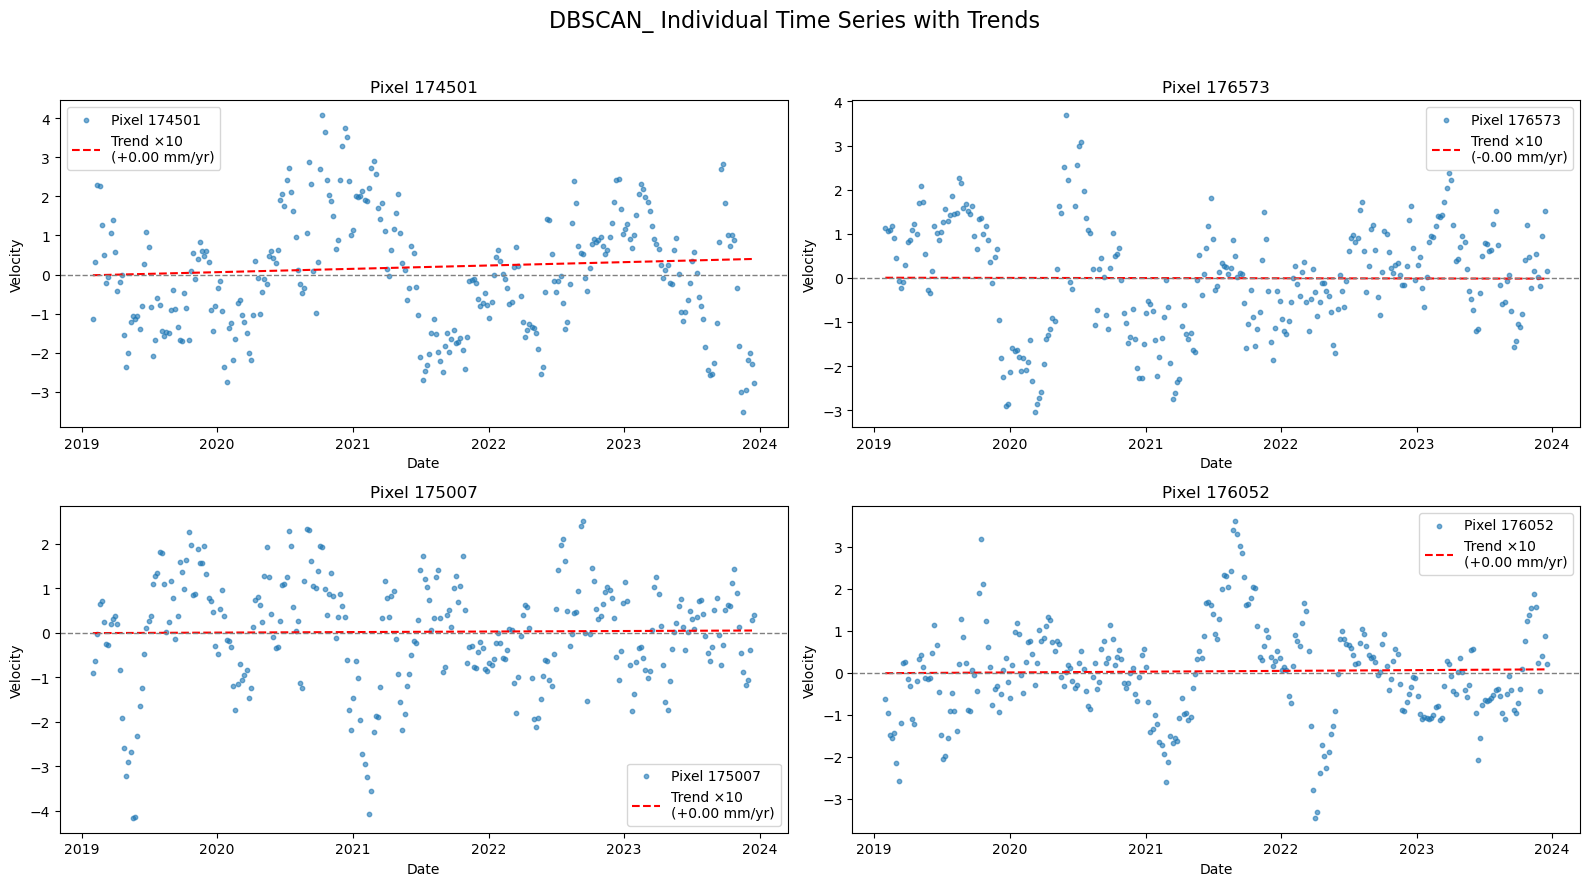 DBSCAN_ Individual Time Series with Trends
Pixel 174501
Velocity
4
3
2
1
0
−1
−2
−3
Pixel 174501
Trend ×10
(+0.00 mm/yr)
2019 2020 2021 2022 2023 2024
Date
Pixel 176573
Velocity
4
3
2
1
0
−1
−2
−3
Pixel 176573
Trend ×10
(-0.00 mm/yr)
2019 2020 2021 2022 2023 2024
Date
Pixel 175007
Velocity
2
1
0
−1
−2
−3
−4
Pixel 175007
Trend ×10
(+0.00 mm/yr)
2019 2020 2021 2022 2023 2024
Date
Pixel 176052
Velocity
3
2
1
0
−1
−2
−3
Pixel 176052
Trend ×10
(+0.00 mm/yr)
2019 2020 2021 2022 2023 2024
Date